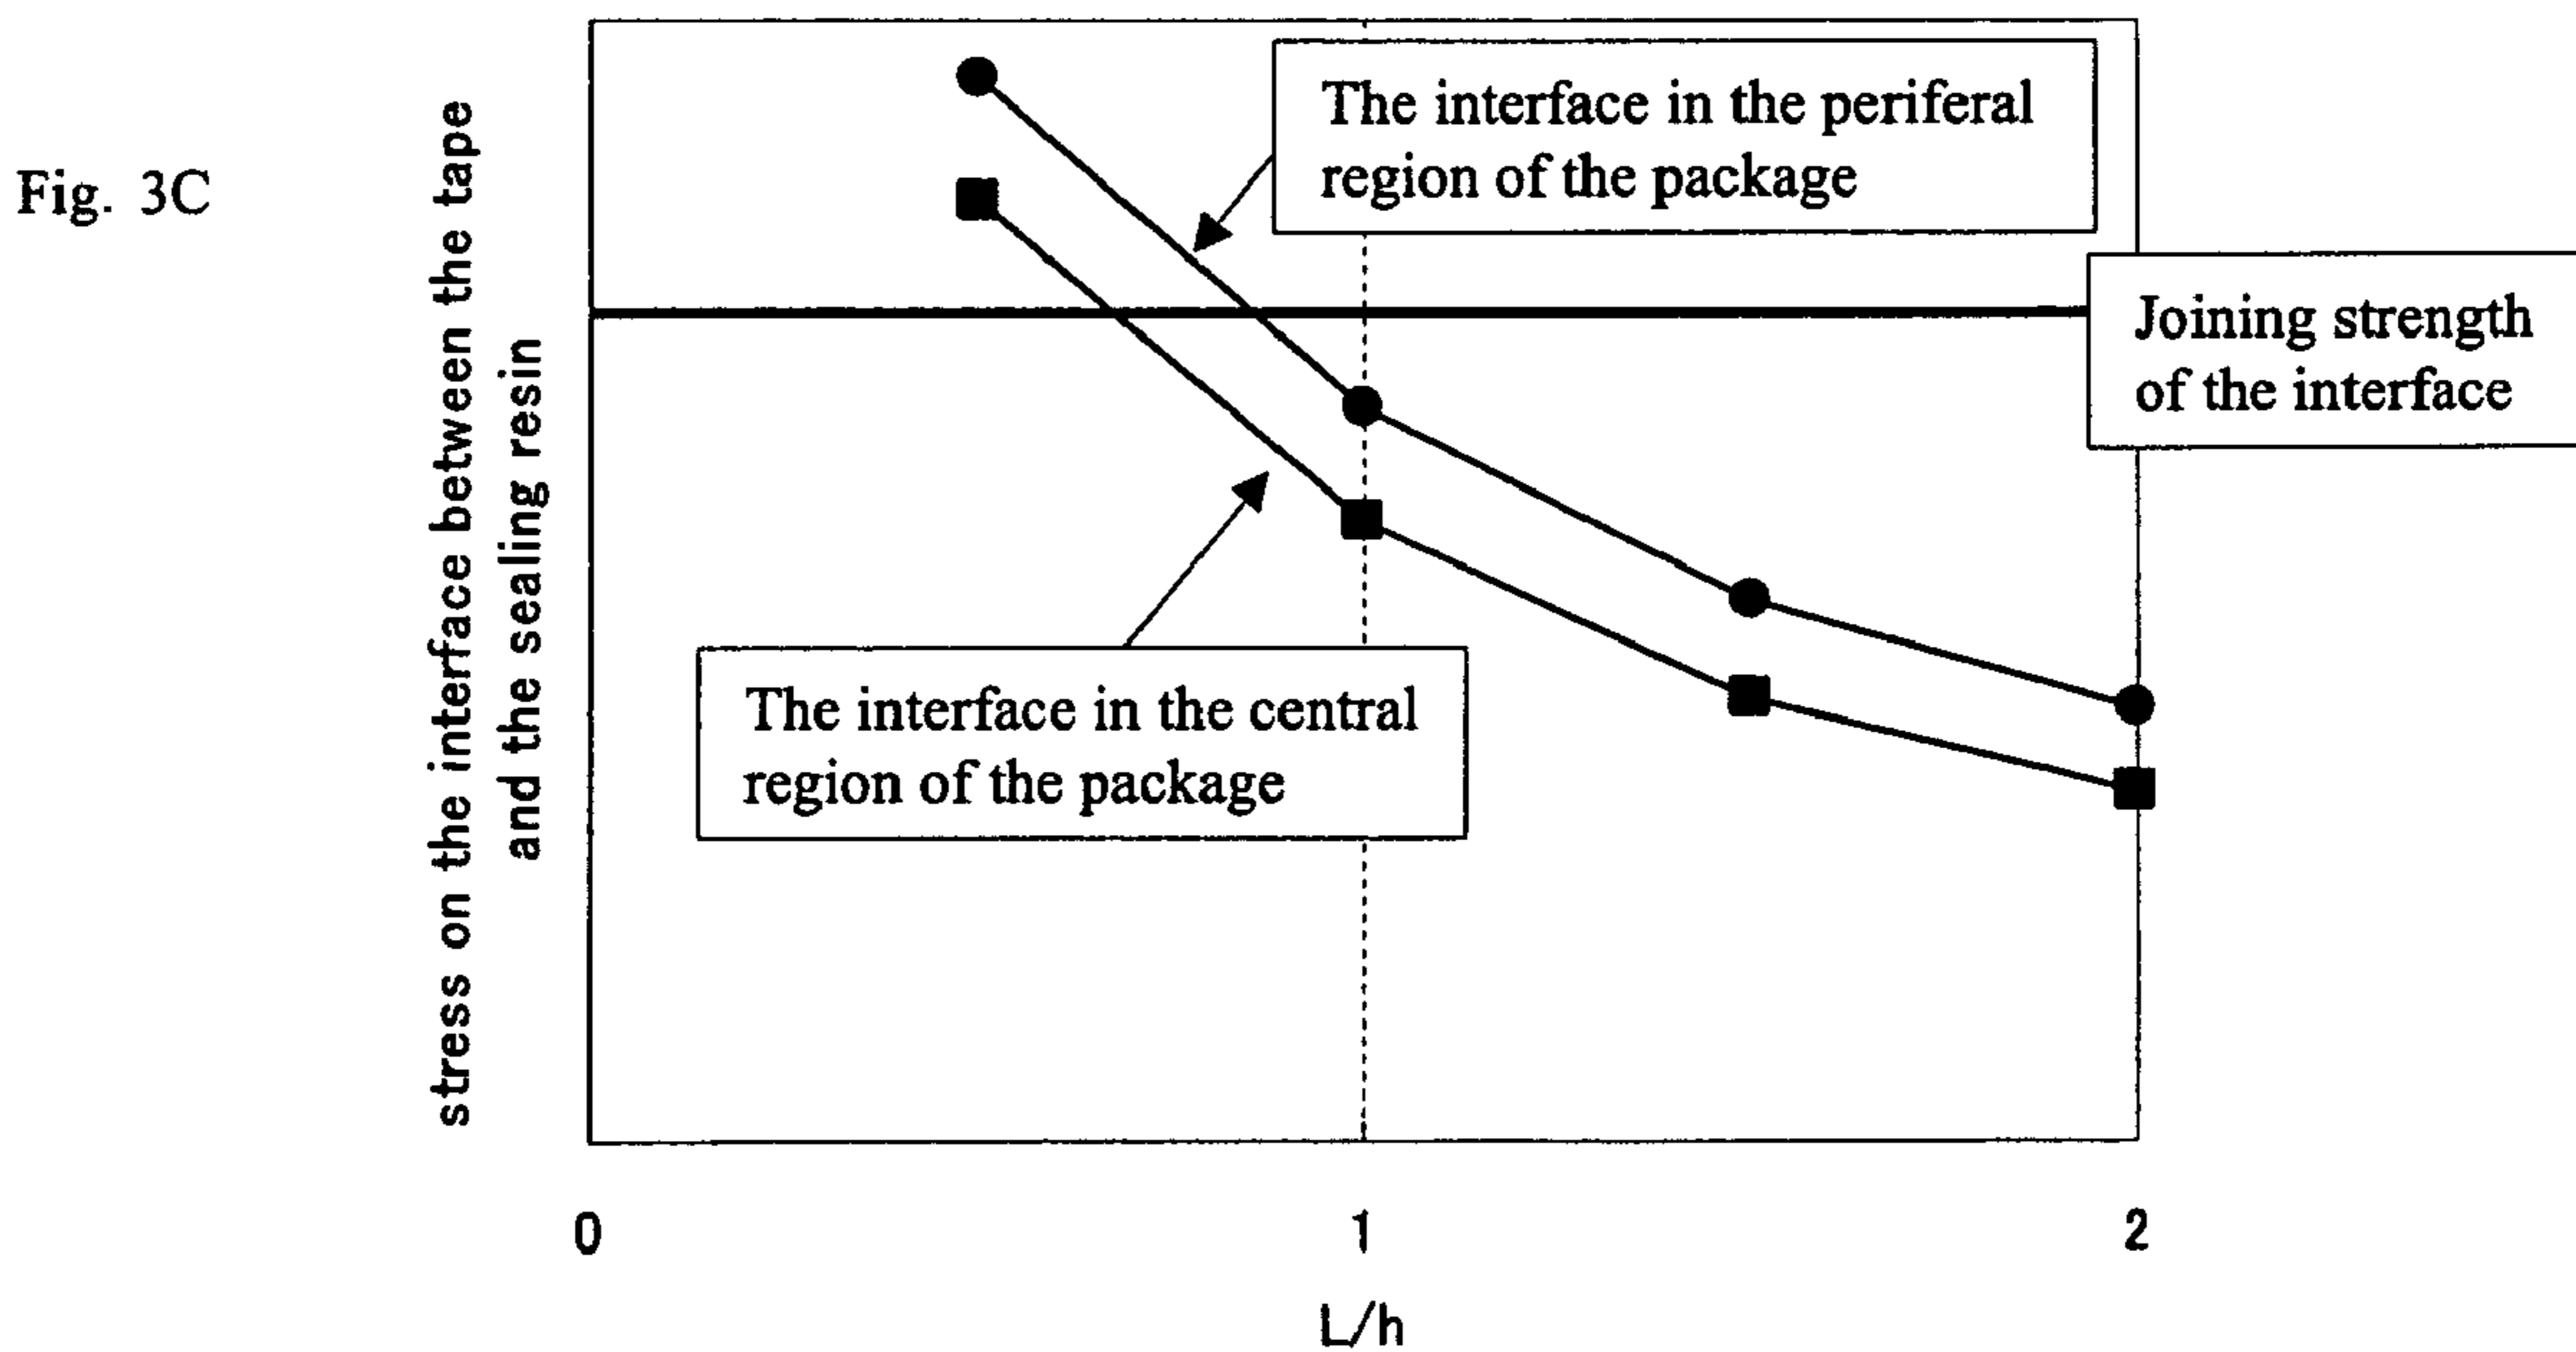 Fig. 3C
stress on the interface between the tape
and the sealing resin
The interface in the periferal
region of the package
Joining strength
of the interface
The interface in the central
region of the package
0
1
2
L/h